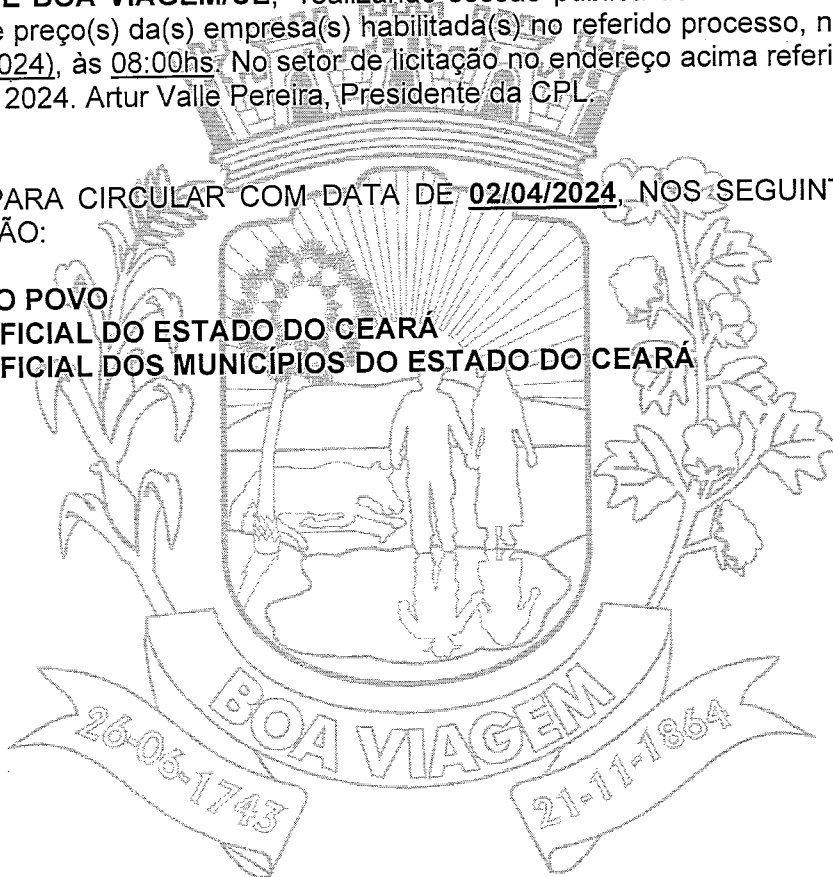 E BOA VIAGEM/CE, realizando sessão pública
e preço(s) da(s) empresa(s) habilitada(s) no referido processo, n
024), às 08:00hs. No setor de licitação no endereço acima referi
2024. Artur Valle Pereira, Presidente da CPL.
PARA CIRCULAR COM DATA DE 02/04/2024, NOS SEGUINT
ÃO:
O POVO
FICIAL DO ESTADO DO CEARÁ
FICIAL DOS MUNICÍPIOS DO ESTADO DO CEARÁ
BOA VIAGEM
26-06-1743
21-11-1864